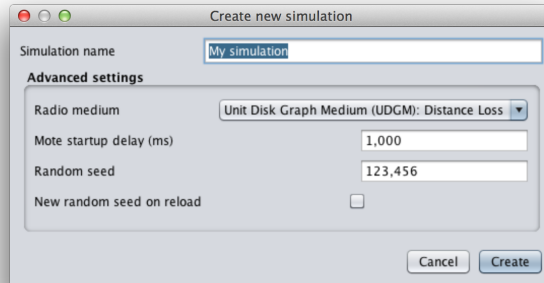 Create new simulation
Simulation name My simulation
Advanced settings
Radio medium Unit Disk Graph Medium (UDGM): Distance Loss
Mote startup delay (ms) 1,000
Random seed 123,456
New random seed on reload
Cancel Create